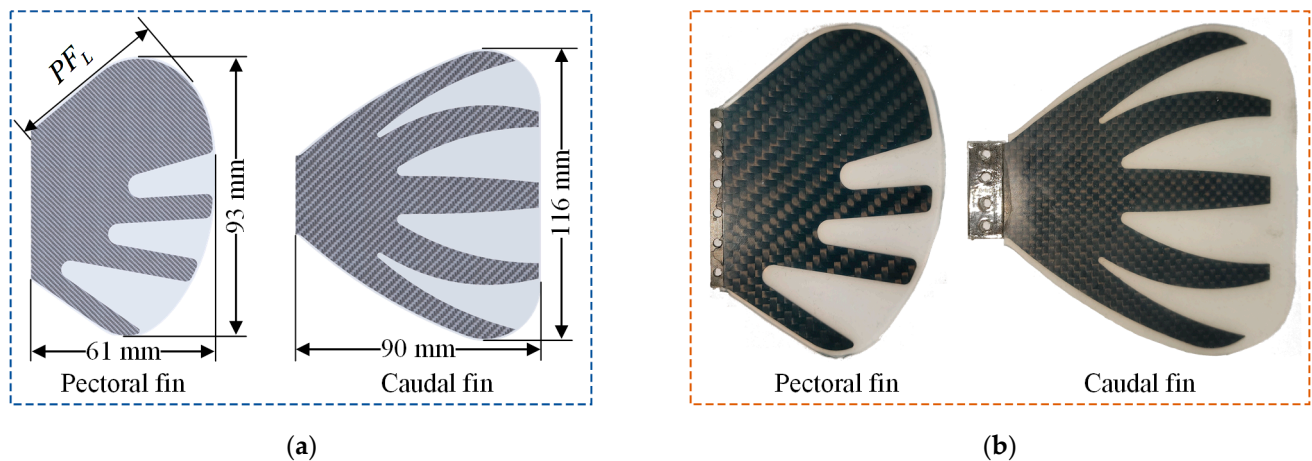 PF_L
93 mm
116 mm
61 mm
90 mm
Pectoral fin
Caudal fin
Pectoral fin
Caudal fin
(a)
(b)